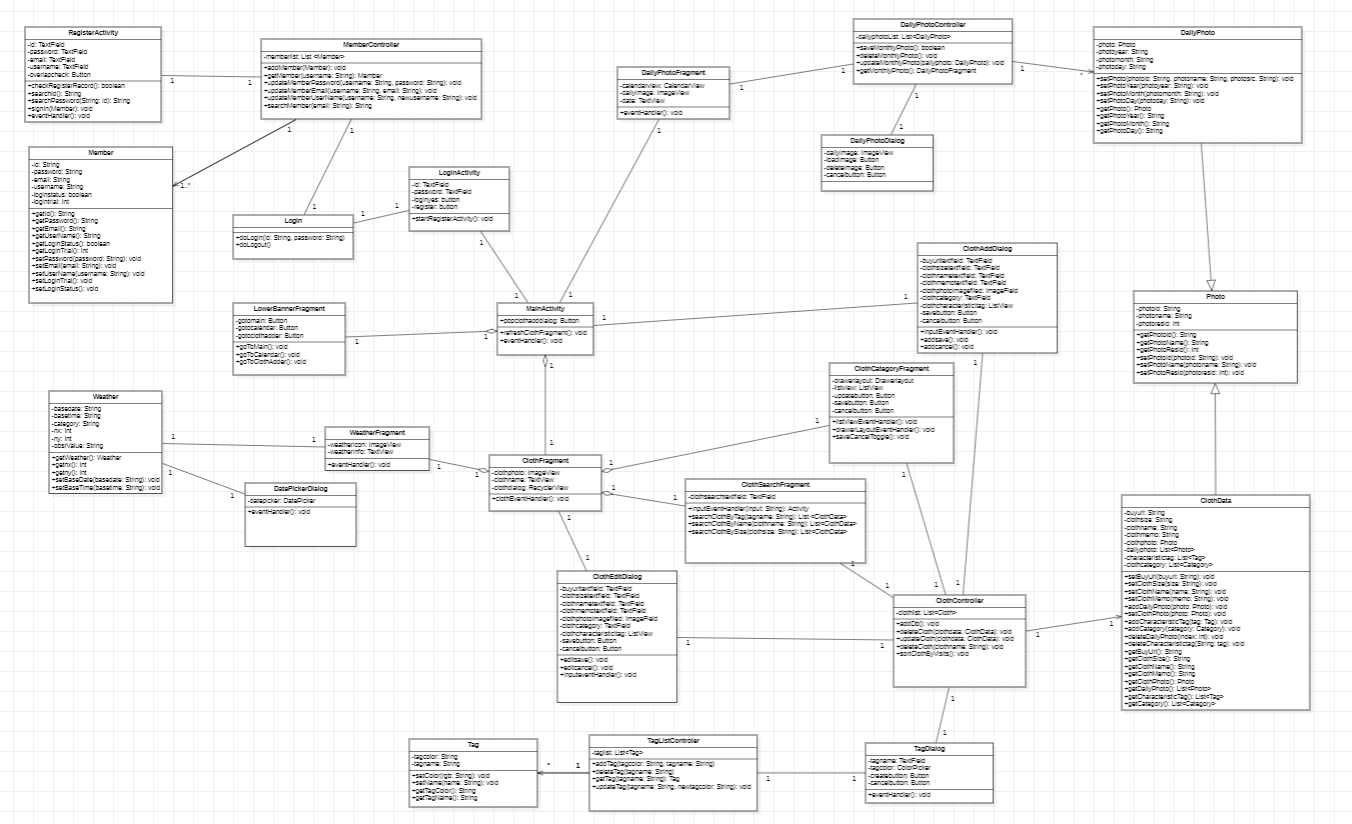 RegisterActivity
-id: TextField
-password: TextField
-email: TextField
-username: TextField
-overlapcheck: Button
+checkRegisterRecord(): boolean
+searchId(): String
+searchPassword(String: id): String
+signIn(Member): void
+eventHandler(): void
MemberController
-memberlist: List <Member>
+addMember(Member): void
+getMember(username: String): Member
+updateMemberPassword(username: String, password: String): void
+updateMemberEmail(username: String, email: String): void
+updateMemberUserName(username: String, newusername: String): void
+searchMember(email: String): String
DailyPhotoFragment
-calendarview: CalendarView
-dailyimage: ImageView
-date: TextView
+eventHandler(): void
DailyPhotoController
-dailyphotoList: List<DailyPhoto>
+saveMonthlyPhoto(): boolean
+deleteMonthlyPhoto(): void
+updateMonthlyPhoto(dailyphoto: DailyPhoto): void
+getMonthlyPhoto(): DailyPhotoFragment
DailyPhoto
-photo: Photo
-photoyear: String
-photomonth: String
-photoday: String
+setPhoto(photoid: String, photoname: String, photosrc: String): void
+setPhotoYear(photoyear: String): void
+setPhotoMonth(photomonth: String): void
+setPhotoDay(photoday: String): void
+getPhoto(): Photo
+getPhotoYear(): String
+getPhotoMonth(): String
+getPhotoDay(): String
DailyPhotoDialog
-dailyimage: ImageView
-loadimage: Button
-deleteimage: Button
-cancelbutton: Button
Member
-id: String
-password: String
-email: String
-username: String
-loginstatus: boolean
-logintrial: int
+getId(): String
+getPassword(): String
+getEmail(): String
+getUserName(): String
+getLoginStatus(): boolean
+getLoginTrial(): int
+setPassword(password: String): void
+setEmail(email: String): void
+setUserName(username: String): void
+setLoginTrial(): void
+setLoginStatus(): void
LoginActivity
-id: TextField
-password: TextField
-loginyes: button
-register: button
+startRegisterActivity(): void
Login
+doLogin(id: String, password: String)
+doLogout()
ClothAddDialog
-buyurltextfield: TextField
-clothsizetextfield: TextField
-clothnametextfield: TextField
-clothmemotextfield: TextField
-clothphotoimagefiled: ImageField
-clothcategory: TextField
-clothcharacteristictag: ListView
-savebutton: Button
-cancelbutton: Button
+inputEventHandler(): void
+addsave(): void
+addcancel(): void
LowerBannerFragment
-gotomain: Button
-gotocalendar: Button
-gotoclothadder: Button
+goToMain(): void
+goToCalendar(): void
+goToClothAdder(): void
MainActivity
+popclothadddialog: Button
+refreshClothFragment(): void
+eventHandler(): void
Photo
-photoid: String
-photoname: String
-photoresid: int
+getPhotoId(): String
+getPhotoName(): String
+getPhotoResid(): int
+setPhotoId(photoid: String): void
+setPhotoName(photoname: String): void
+setPhotoResid(photoresid: int): void
ClothCategoryFragment
-drawerlayout: Drawerlayout
-listview: ListView
-updatebutton: Button
-savebutton: Button
-cancelbutton: Button
+listViewEventHandler(): void
+drawerLayoutEventHandler(): void
+saveCancelToggle(): void
Weather
-basedate: String
-basetime: String
-category: String
-nx: int
-ny: int
-obsrValue: String
+getWeather(): Weather
+getnx(): int
+getny(): int
+setBaseDate(basedate: String): void
+setBaseTime(basetime: String): void
WeatherFragment
-weathericon: ImageView
-weatherinfo: TextView
+eventHandler(): void
DatePickerDialog
-datepicker: DatePicker
+eventHandler(): void
ClothFragment
-clothphoto: ImageView
-clothname: TextView
-clothdialog: RecyclerView
+clothEventHandler(): void
ClothSearchFragment
-clothsearchtextfield: TextField
+inputEventHandler(input: String): Activity
+searchClothByTag(tagname: String): List <ClothData>
+searchClothByName(clothname: String): List<ClothData>
+searchClothBySize(clothsize: String): List<ClothData>
ClothData
-buyurl: String
-clothsize: String
-clothname: String
-clothmemo: String
-clothphoto: Photo
-dailyphoto: List<Photo>
-characteristictag: List<Tag>
-clothcategory: List<Category>
+setBuyUrl(buyurl: String): void
+setClothSize(size: String): void
+setClothName(name: String): void
+setClothMemo(memo: String): void
+addDailyPhoto(photo: Photo): void
+setClothPhoto(photo: Photo): void
+addCharacteristicTag(tag: Tag): void
+addCategory(category: Category): void
+deleteDailyPhoto(index: int): void
+deleteCharacteristictag(String: tag): void
+getBuyUrl(): String
+getClothSize(): String
+getClothName(): String
+getClothMemo(): String
+getClothPhoto(): Photo
+getDailyPhoto(): List<Photo>
+getCharacteristicTag(): List<Tag>
+getCategory(): List<Category>
ClothEditDialog
-buyurltextfield: TextField
-clothsizetextfield: TextField
-clothnametextfield: TextField
-clothmemotextfield: TextField
-clothphotoimagefiled: ImageField
-clothcategory: TextField
-clothcharacteristictag: ListView
-savebutton: Button
-cancelbutton: Button
+editsave(): void
+editcancel(): void
+inputeventHandler(): void
ClothController
-clothlist: List<Cloth>
+addDb(): void
+deleteCloth(clothdata: ClothData): void
+updateCloth(clothdata: ClothData): void
+deleteCloth(clothname: String): void
+sortClothByVisits(): void
Tag
-tagcolor: String
-tagname: String
+setColor(rgb: String): void
+setName(name: String): void
+getTagColor(): String
+getTagName(): String
TagListControler
-taglist: List<Tag>
+addTag(tagcolor: String, tagname: String)
+deleteTag(tagname: String)
+getTag(tagname: String): Tag
+updateTag(tagname: String, newtagcolor: String): void
TagDialog
-tagname: TextField
-tagcolor: ColorPicker
-createbutton: Button
-cancelbutton: Button
+eventHandler(): void